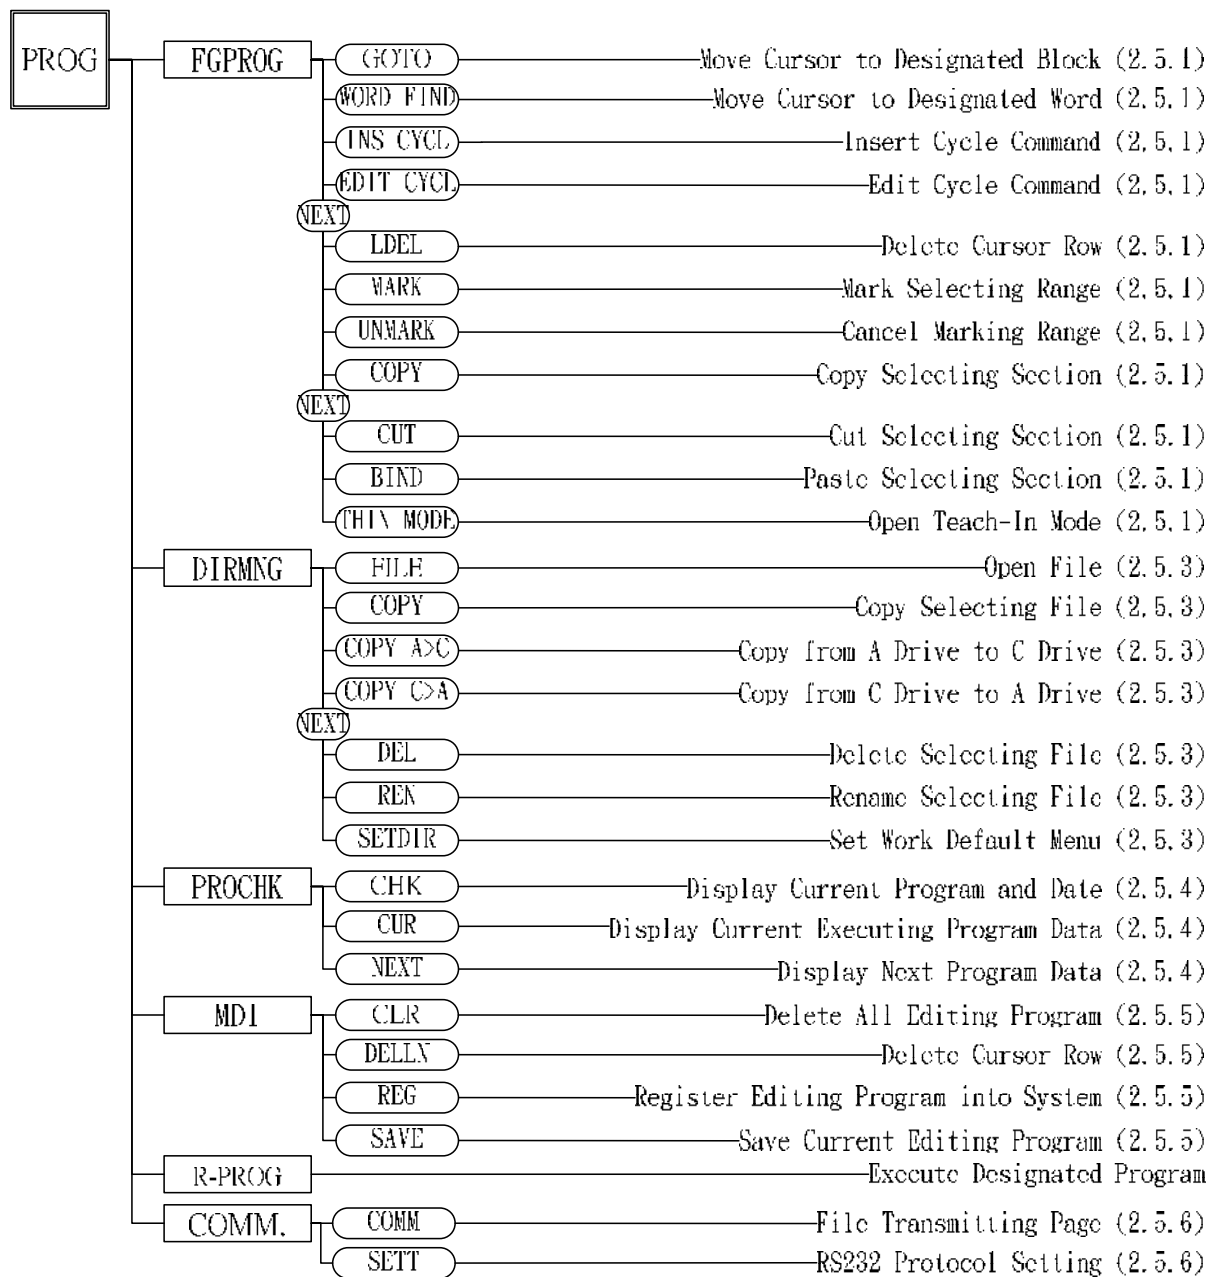 PROG FGPROG GOTO Move Cursor to Designated Block (2.5.1)
WORD FIND Move Cursor to Designated Word (2.5.1)
INS CYCL Insert Cycle Command (2.5.1)
EDIT CYCL Edit Cycle Command (2.5.1)
NEXT
LDEL Delete Cursor Row (2.5.1)
MARK Mark Selecting Range (2.5.1)
UNMARK Cancel Marking Range (2.5.1)
COPY Copy Selecting Section (2.5.1)
NEXT
CUT Cut Selecting Section (2.5.1)
BIND Paste Selecting Section (2.5.1)
THIN MODE Open Teach-In Mode (2.5.1)
DIRMNG FILE Open File (2.5.3)
COPY Copy Selecting File (2.5.3)
COPY A>C Copy from A Drive to C Drive (2.5.3)
COPY C>A Copy from C Drive to A Drive (2.5.3)
NEXT
DEL Delete Selecting File (2.5.3)
REN Rename Selecting File (2.5.3)
SETDIR Set Work Default Menu (2.5.3)
PROCHK CHK Display Current Program and Date (2.5.4)
CUR Display Current Executing Program Data (2.5.4)
NEXT Display Next Program Data (2.5.4)
MDI CLR Delete All Editing Program (2.5.5)
DELLN Delete Cursor Row (2.5.5)
REG Register Editing Program into System (2.5.5)
SAVE Save Current Editing Program (2.5.5)
R-PROG Execute Designated Program
COMM. COMM File Transmitting Page (2.5.6)
SETT RS232 Protocol Setting (2.5.6)